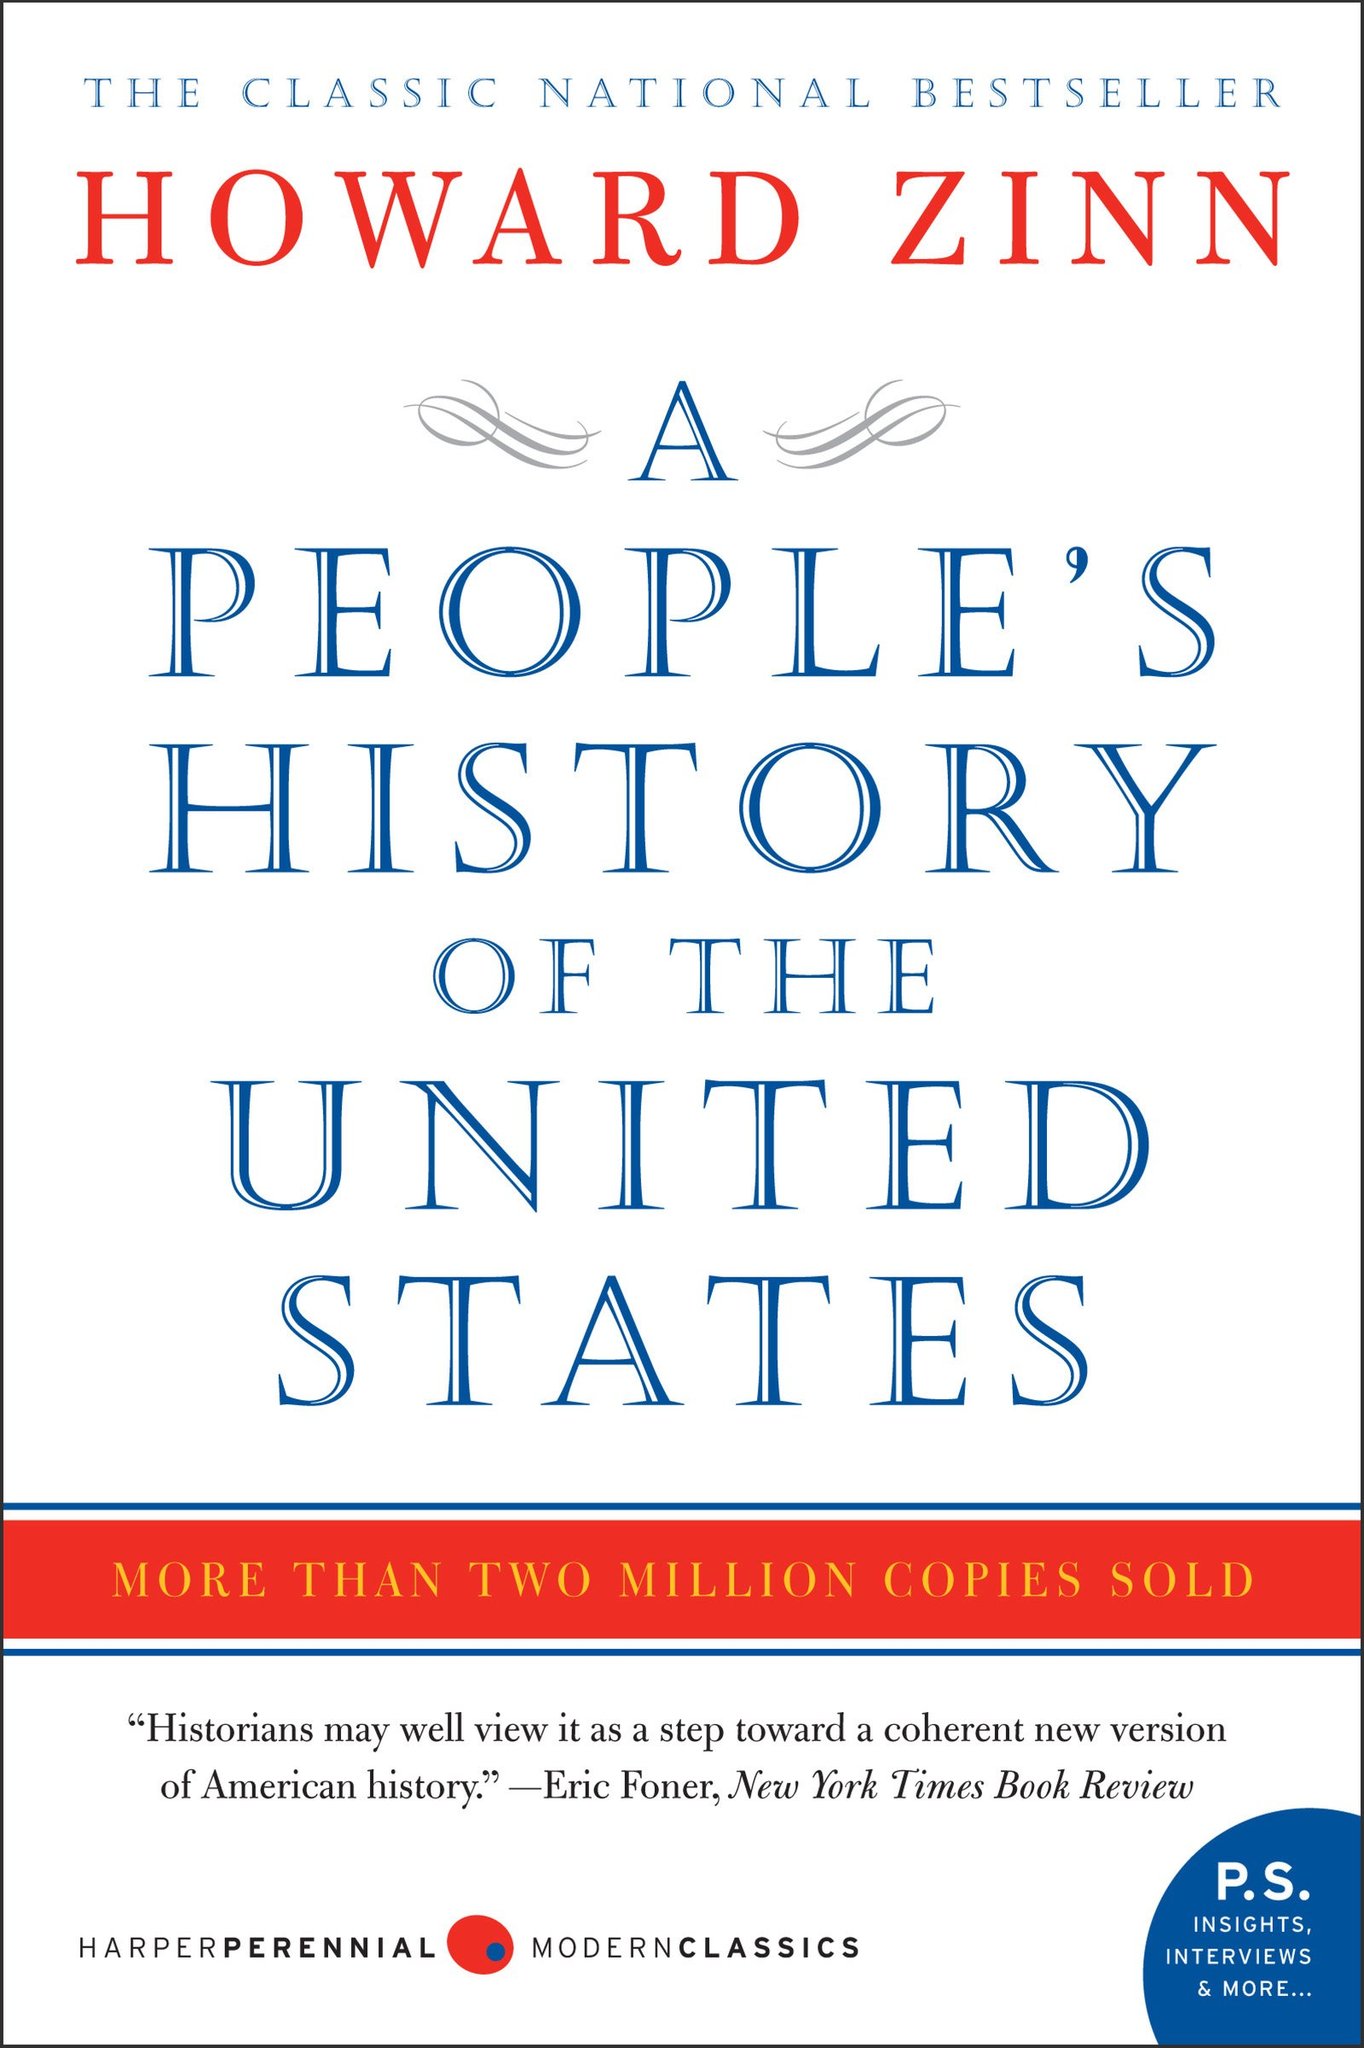 THE CLASSIC NATIONAL BESTSELLER
HOWARD ZINN
A
PEOPLE'S
HISTORY
OF THE
UNITED
STATES
MORE THAN TWO MILLION COPIES SOLD
“Historians may well view it as a step toward a coherent new version
of American history.” —Eric Foner, New York Times Book Review
P.S.
INSIGHTS,
INTERVIEWS
& MORE...
HARPERPERENNIAL MODERNCLASSICS